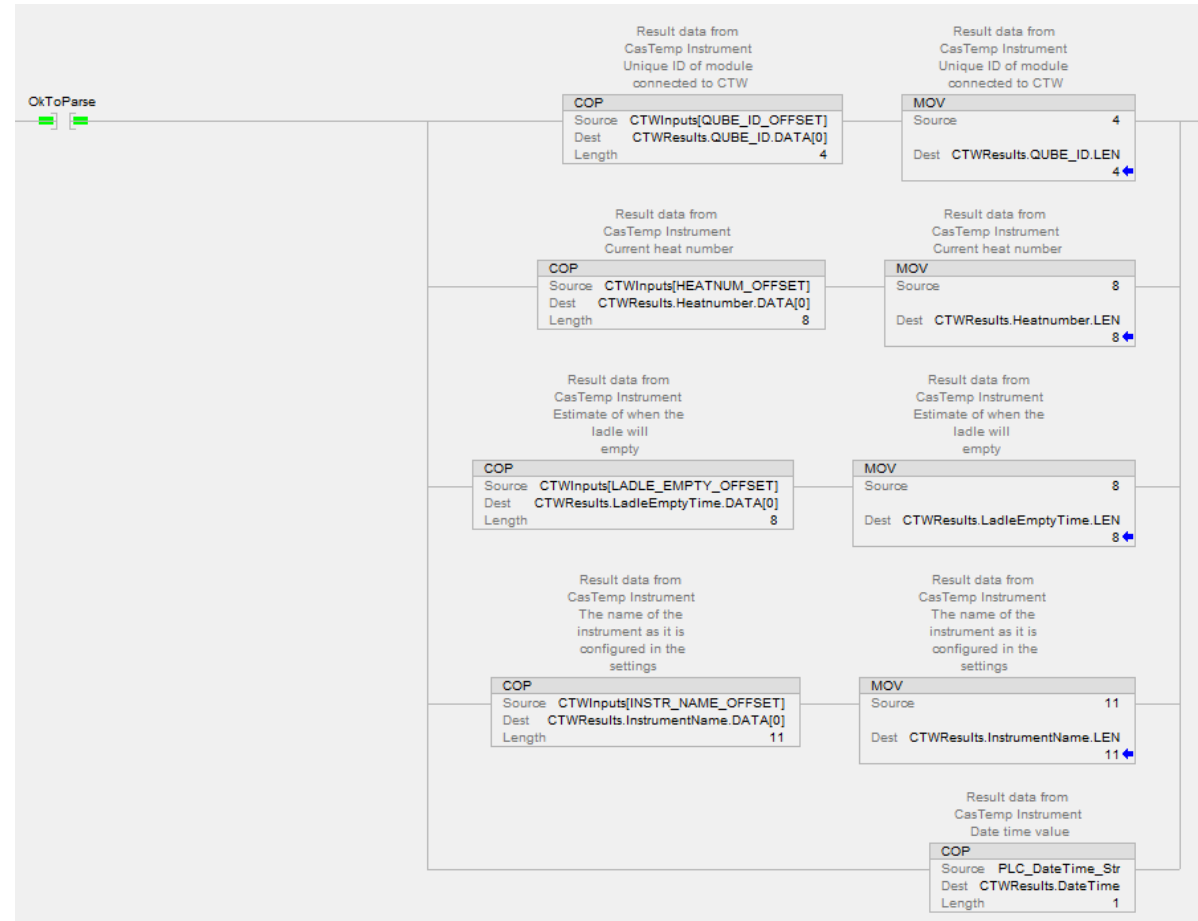 Result data from
CasTemp Instrument
Unique ID of module
connected to CTW
Result data from
CasTemp Instrument
Unique ID of module
connected to CTW
OkToParse
COP
Source CTWInputs[QUBE_ID_OFFSET]
Dest CTWResults.QUBE_ID.DATA[0]
Length 4
MOV
Source 4
Dest CTWResults.QUBE_ID.LEN
4
Result data from
CasTemp Instrument
Current heat number
Result data from
CasTemp Instrument
Current heat number
COP
Source CTWInputs[HEATNUM_OFFSET]
Dest CTWResults.Heatnumber.DATA[0]
Length 8
MOV
Source 8
Dest CTWResults.Heatnumber.LEN
8
Result data from
CasTemp Instrument
Estimate of when the
ladle will
empty
Result data from
CasTemp Instrument
Estimate of when the
ladle will
empty
COP
Source CTWInputs[LADLE_EMPTY_OFFSET]
Dest CTWResults.LadleEmptyTime.DATA[0]
Length 8
MOV
Source 8
Dest CTWResults.LadleEmptyTime.LEN
8
Result data from
CasTemp Instrument
The name of the
instrument as it is
configured in the
settings
Result data from
CasTemp Instrument
The name of the
instrument as it is
configured in the
settings
COP
Source CTWInputs[INSTR_NAME_OFFSET]
Dest CTWResults.InstrumentName.DATA[0]
Length 11
MOV
Source 11
Dest CTWResults.InstrumentName.LEN
11
Result data from
CasTemp Instrument
Date time value
COP
Source PLC_DateTime_Str
Dest CTWResults.DateTime
Length 1